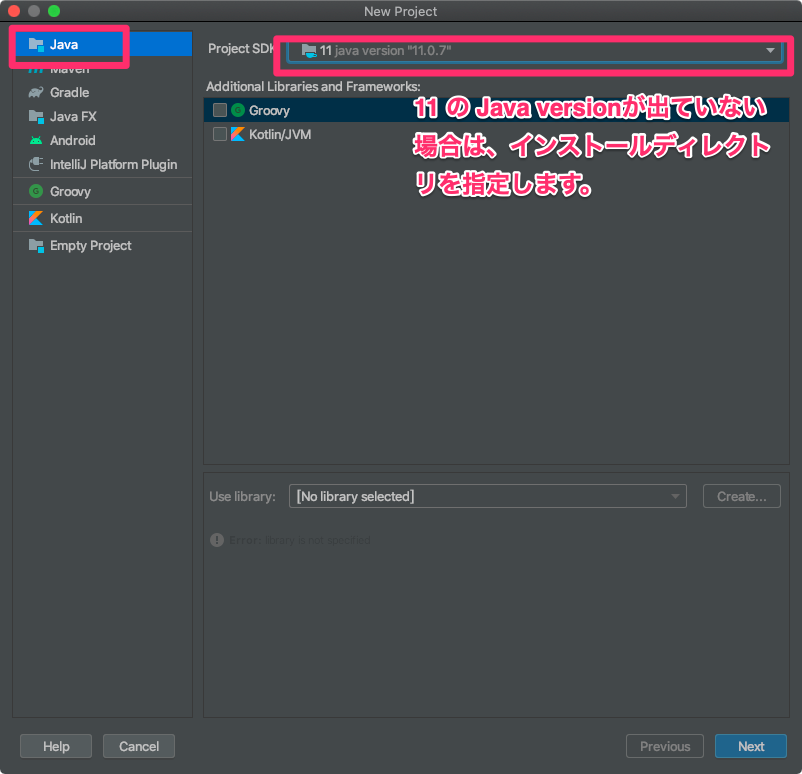 New Project
Java
Maven
Gradle
Java FX
Android
IntelliJ Platform Plugin
Groovy
Kotlin
Empty Project
Project SDK
11 java version "11.0.7"
Additional Libraries and Frameworks:
Groovy
Kotlin/JVM
11 の Java versionが出ていない
場合は、インストールディレクト
リを指定します。
Use library:
[No library selected]
Create...
Error: library is not specified
Help
Cancel
Previous
Next